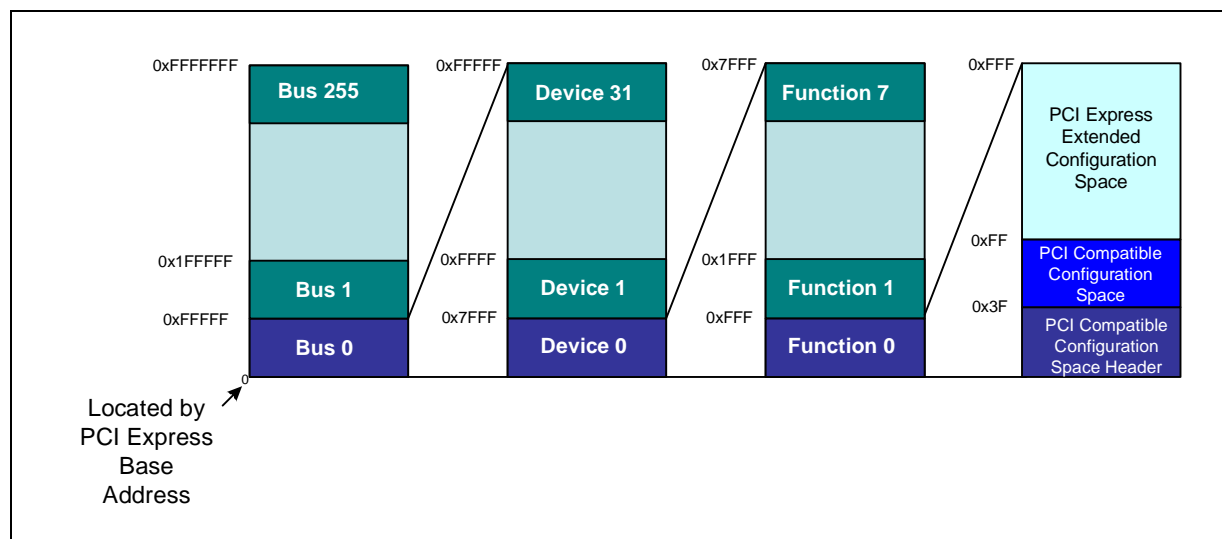 0xFFFFFFF
Bus 255
0x1FFFFF
Bus 1
0xFFFFF
Bus 0
0
Located by
PCI Express
Base
Address
0xFFFFF
Device 31
0xFFFF
Device 1
0x7FFF
Device 0
0x7FFF
Function 7
0x1FFF
Function 1
0xFFF
Function 0
0xFFF
PCI Express
Extended
Configuration
Space
0xFF
PCI Compatible
Configuration
Space
0x3F
PCI Compatible
Configuration
Space Header